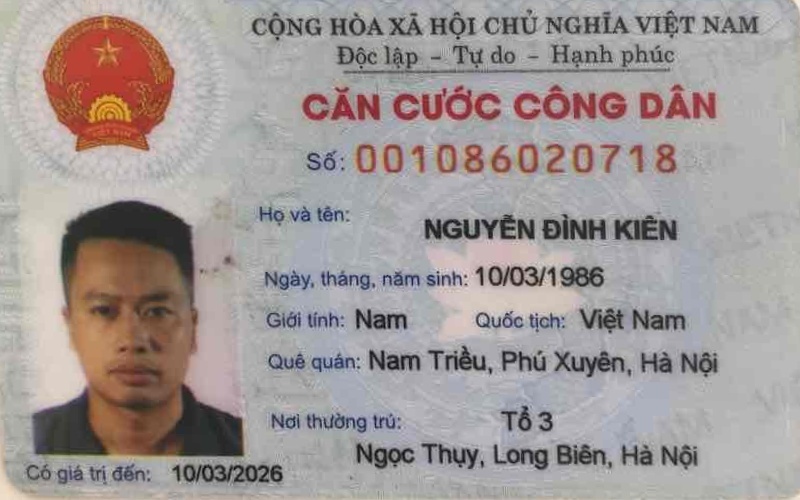 CỘNG HÒA XÃ HỘI CHỦ NGHĨA VIỆT NAM
Độc lập - Tự do - Hạnh phúc
CĂN CƯỚC CÔNG DÂN
Số: 001086020718
Họ và tên: NGUYỄN ĐÌNH KIÊN
Ngày, tháng, năm sinh: 10/03/1986
Giới tính: Nam Quốc tịch: Việt Nam
Quê quán: Nam Triều, Phú Xuyên, Hà Nội
Nơi thường trú: Tổ 3
Ngọc Thụy, Long Biên, Hà Nội
Có giá trị đến: 10/03/2026